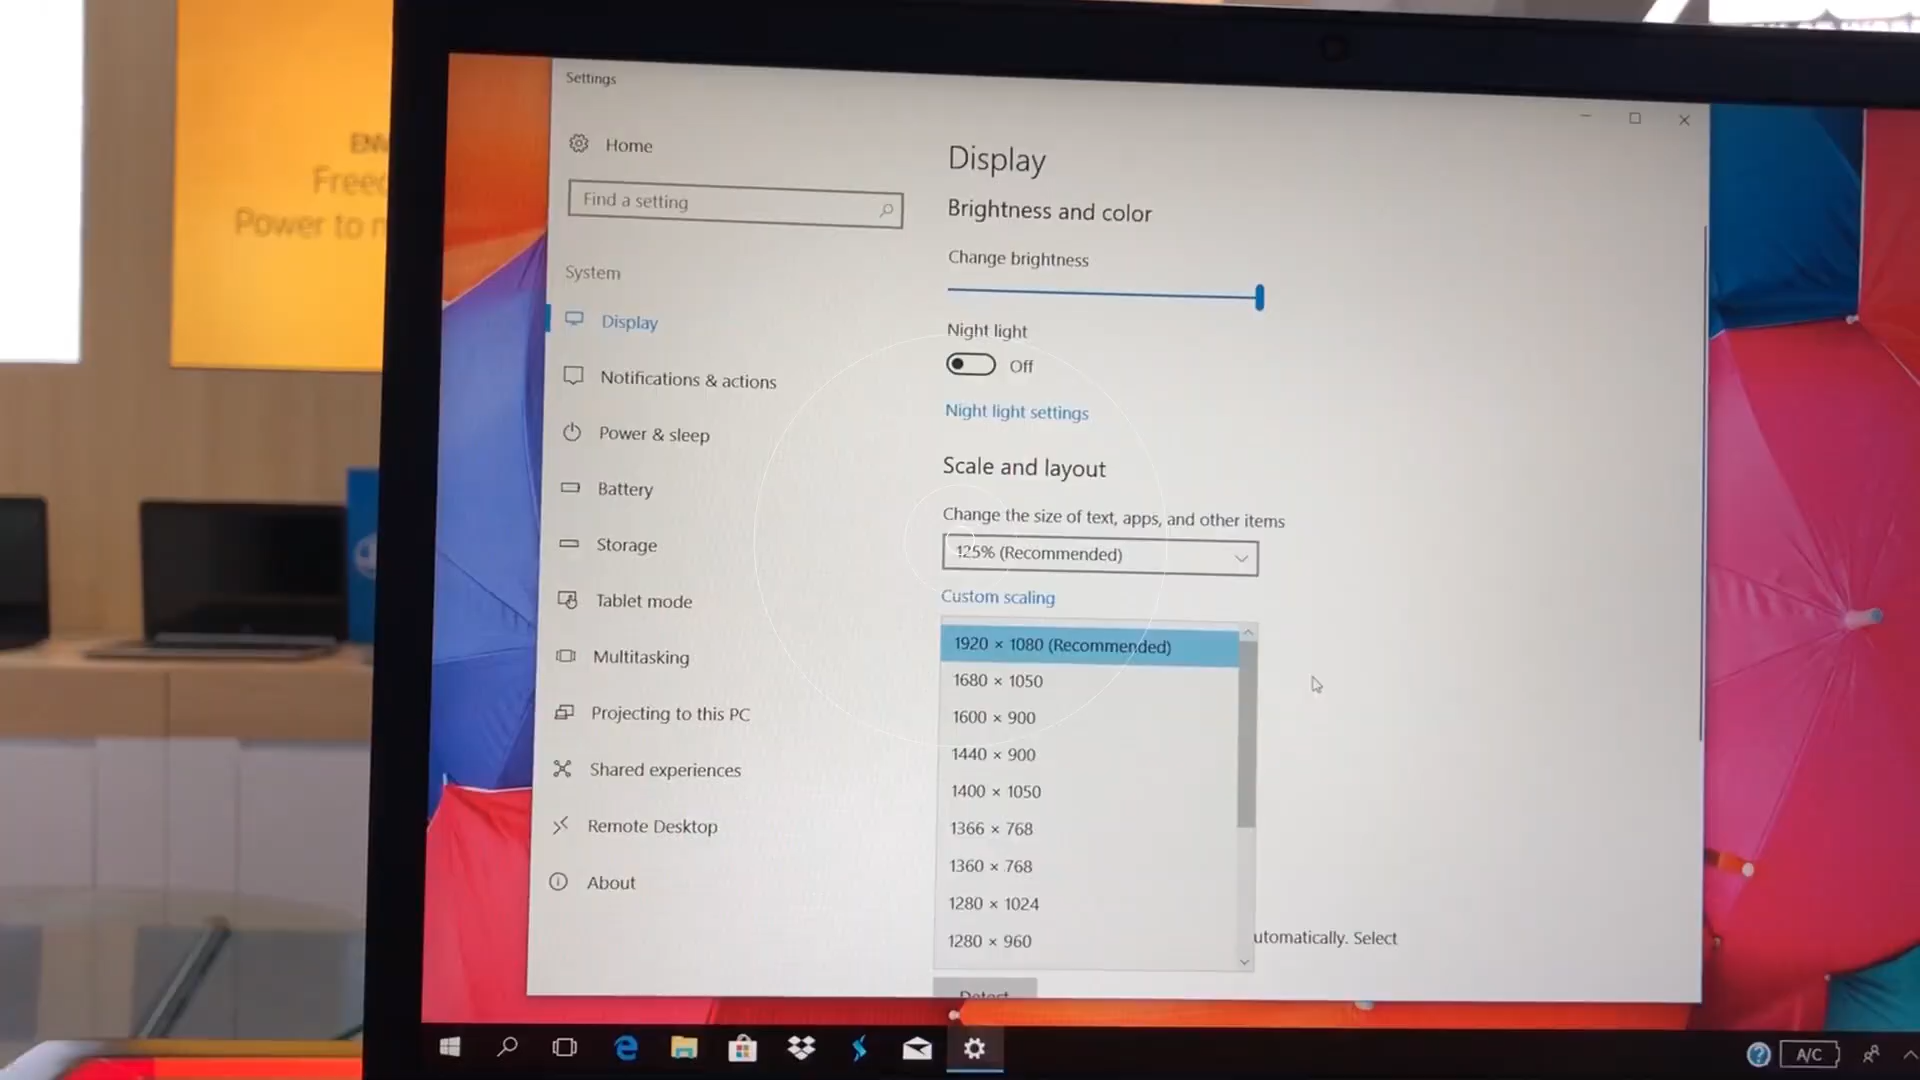 Settings
Home
Find a setting
System
Display
Notifications & actions
Power & sleep
Battery
Storage
Tablet mode
Multitasking
Projecting to this PC
Shared experiences
Remote Desktop
About
Display
Brightness and color
Change brightness
Night light
Off
Night light settings
Scale and layout
Change the size of text, apps, and other items
125% (Recommended)
Custom scaling
1920 × 1080 (Recommended)
1680 × 1050
1600 × 900
1440 × 900
1400 × 1050
1366 × 768
1360 × 768
1280 × 1024
1280 × 960
utomatically. Select
Detect
A/C
Power to